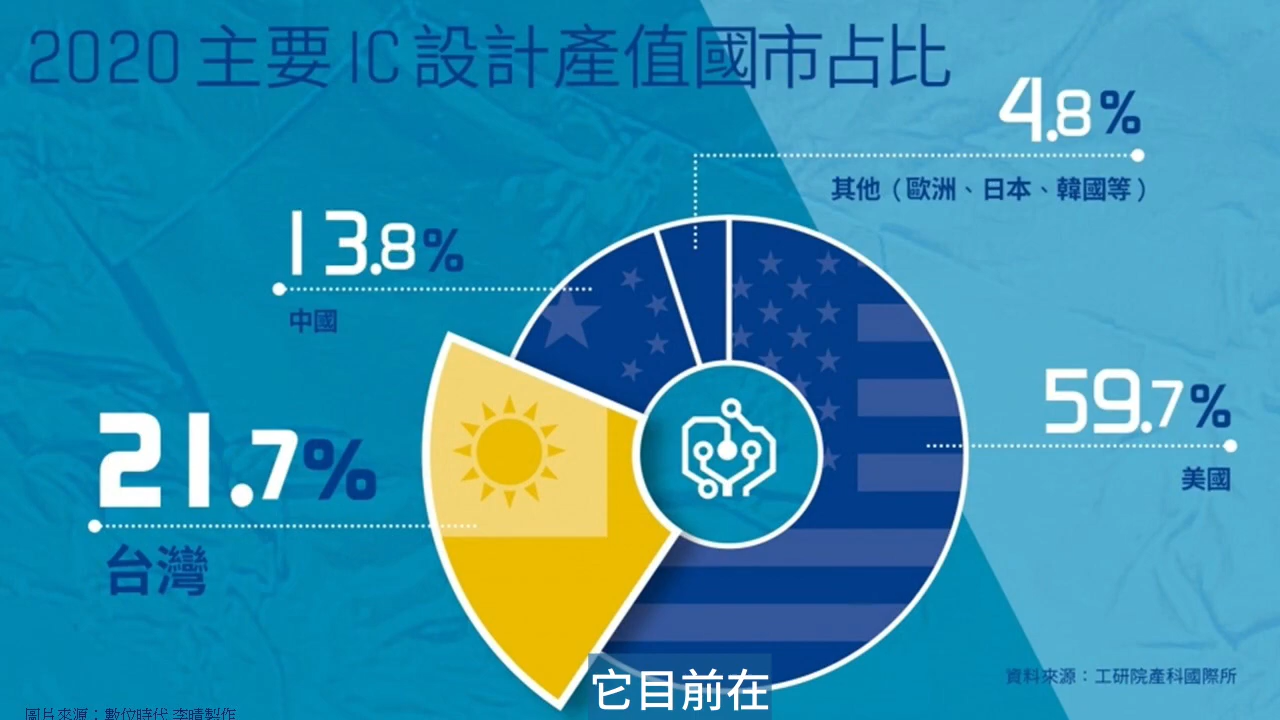 2020 主要 IC 設計產值國市占比
4.8%
其他（歐洲、日本、韓國等）
13.8%
中國
59.7%
美國
21.7%
台灣
資料來源：工研院產科國際所
它目前在
圖片來源：數位時代 李晴製作